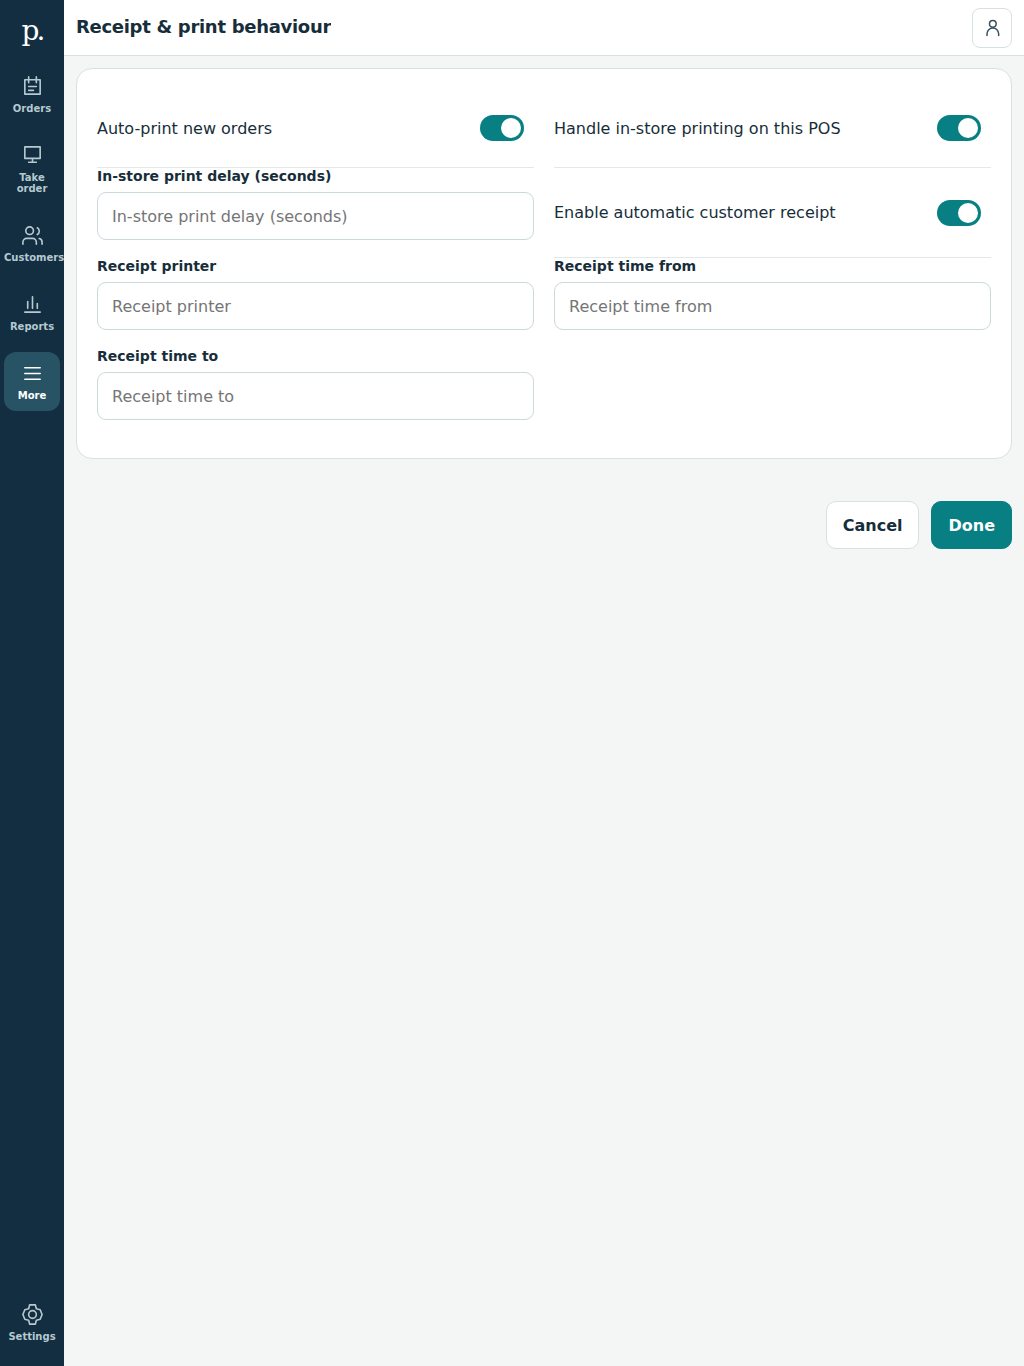 p.
Receipt & print behaviour
Orders
Take
order
Customers
Reports
More
Settings
Auto-print new orders
Handle in-store printing on this POS
In-store print delay (seconds)
In-store print delay (seconds)
Enable automatic customer receipt
Receipt printer
Receipt printer
Receipt time from
Receipt time from
Receipt time to
Receipt time to
Cancel
Done